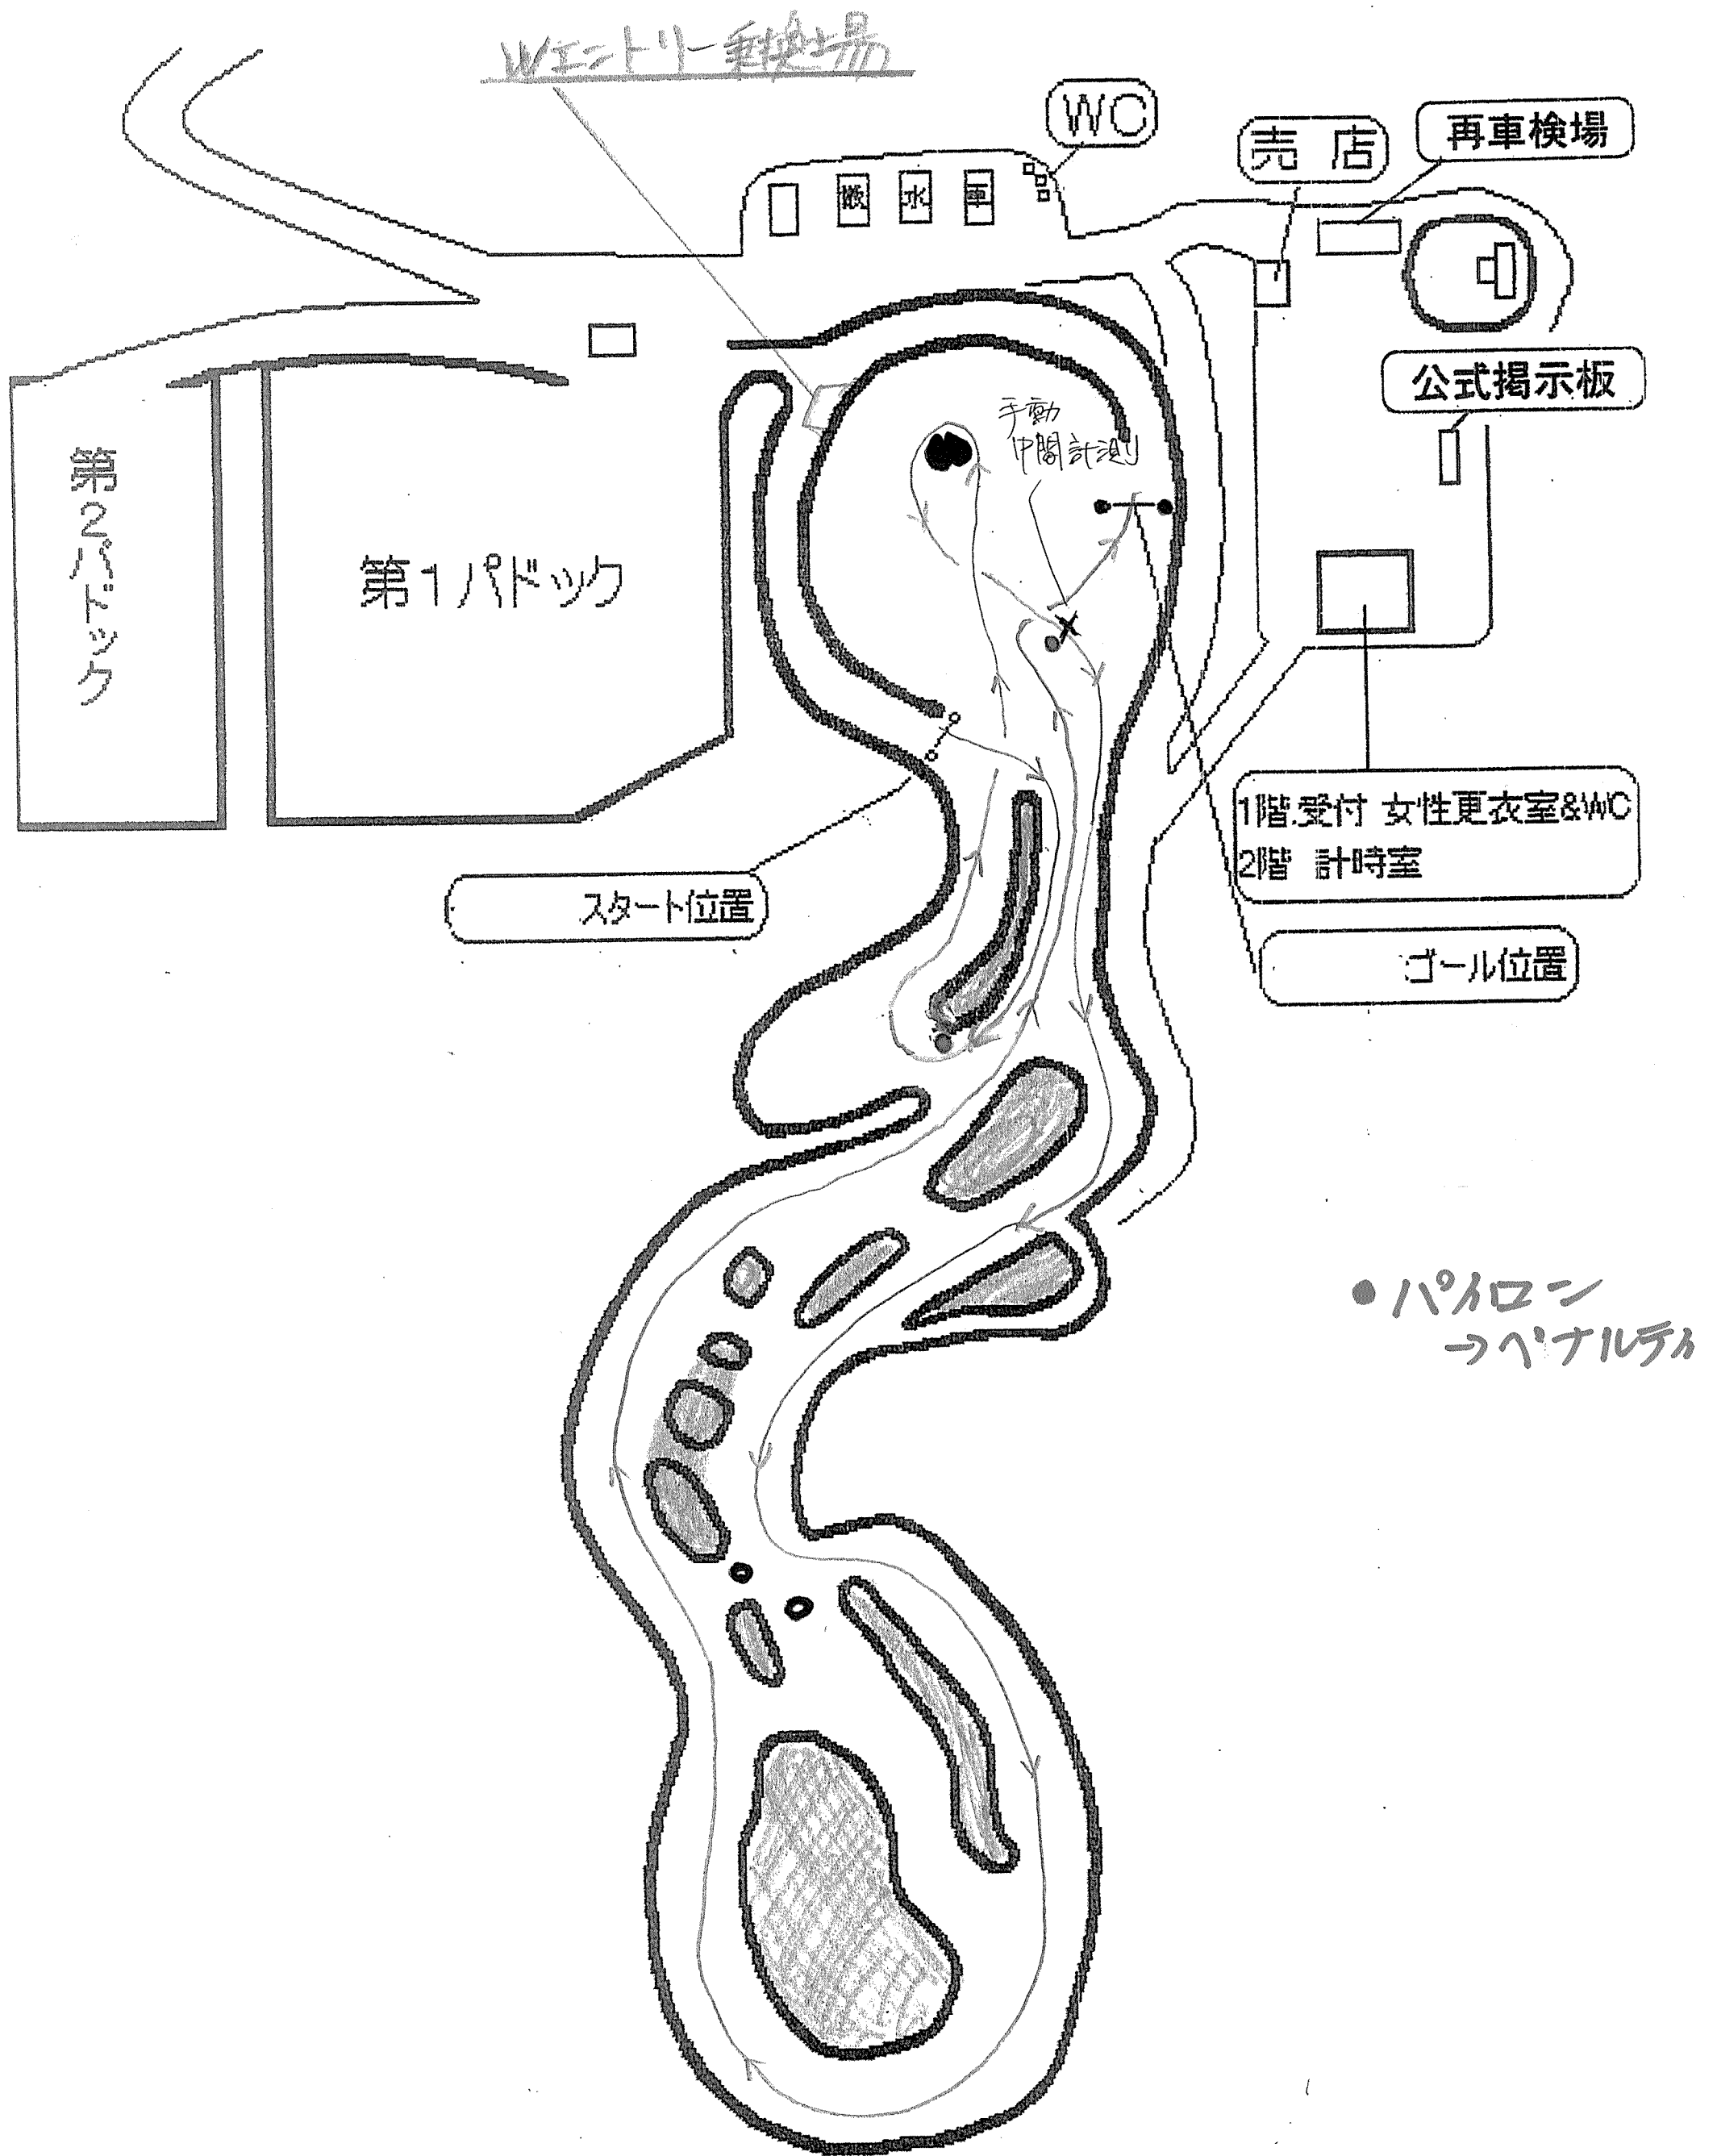 Wエントリー乗換え場
WC
売店
再車検場
撒水車
公式掲示板
手動
中間計測
第2パドック
第1パドック
1階.受付 女性更衣室&WC
2階 計時室
スタート位置
ゴール位置
● パイロン
→ペナルティ